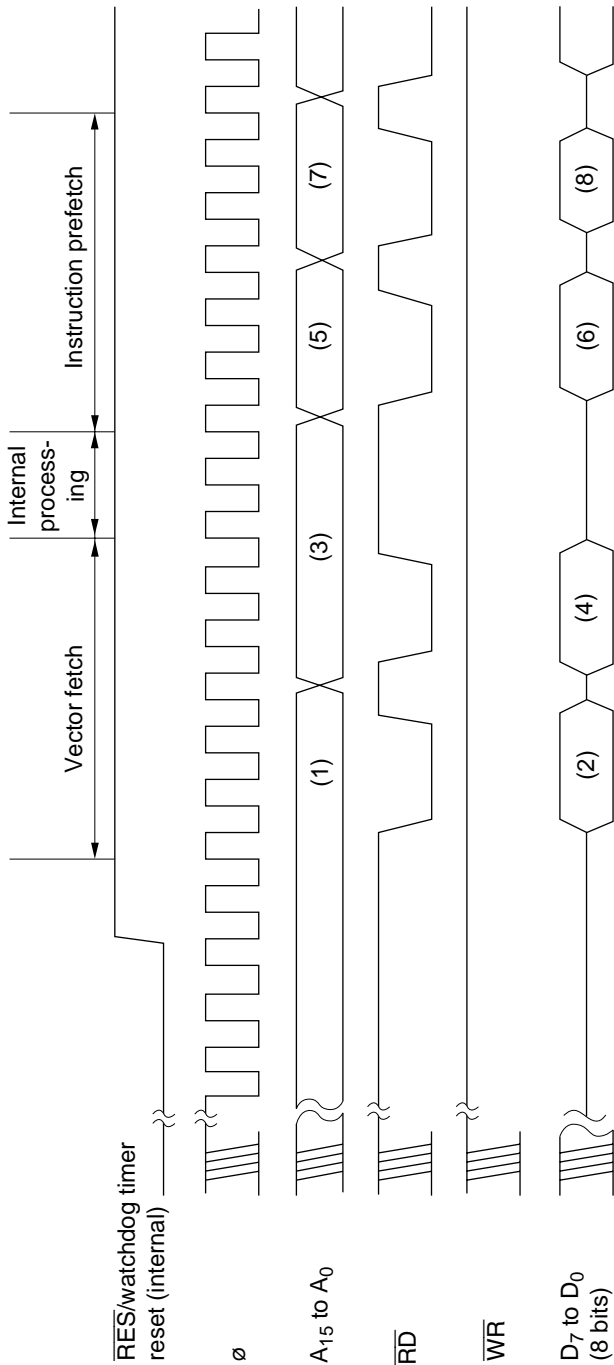 Vector fetch
Internal
process-
ing
Instruction prefetch
RES/watchdog timer
reset (internal)
ø
A15 to A0
(1)
(3)
(5)
(7)
RD
WR
D7 to D0
(8 bits)
(2)
(4)
(6)
(8)